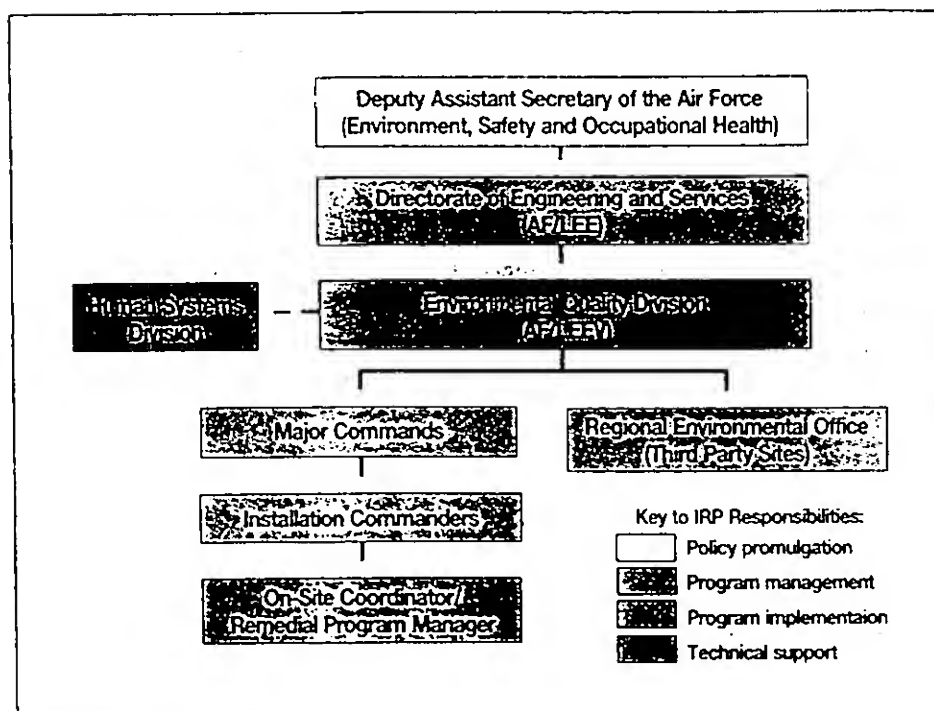 Deputy Assistant Secretary of the Air Force
(Environment, Safety and Occupational Health)
Directorate of Engineering and Services
(AF/LEE)
Human Systems
Division
Environmental Quality Division
(AF/LEEV)
Major Commands
Regional Environmental Office
(Third Party Sites)
Installation Commanders
On-Site Coordinator/
Remedial Program Manager
Key to IRP Responsibilities:
Policy promulgation
Program management
Program implementaion
Technical support